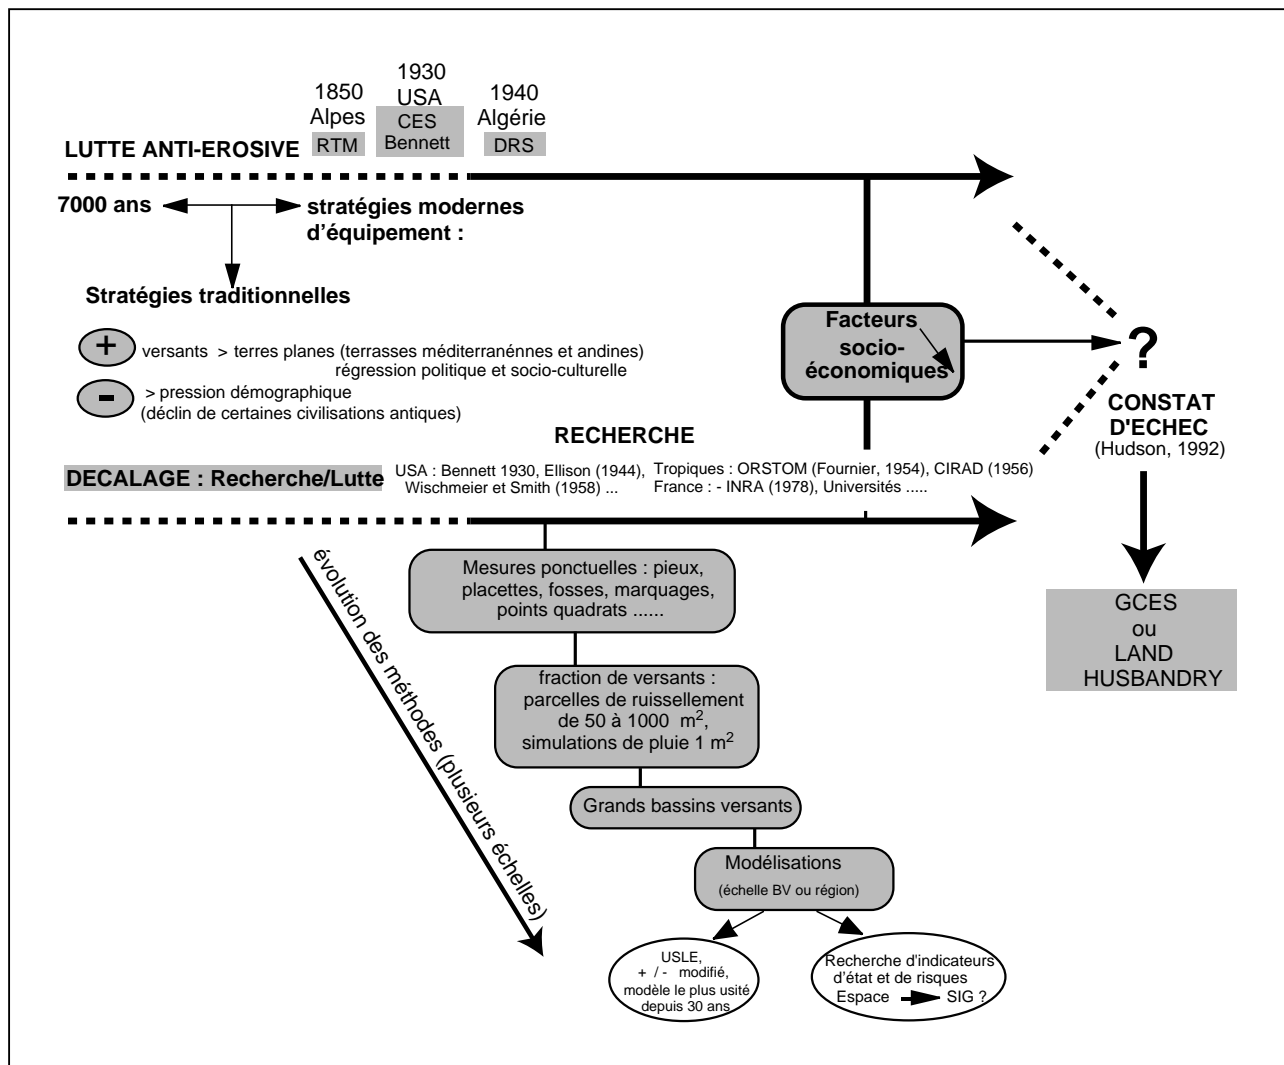 1850
Alpes
RTM
1930
USA
CES
Bennett
1940
Algérie
DRS
LUTTE ANTI-EROSIVE
7000 ans
stratégies modernes
d'équipement :
Stratégies traditionnelles
+
versants > terres planes (terrasses méditerranénnes et andines)
régression politique et socio-culturelle
-
> pression démographique
(déclin de certaines civilisations antiques)
Facteurs
socio-
économiques
?
CONSTAT
D'ECHEC
(Hudson, 1992)
GCES
ou
LAND
HUSBANDRY
RECHERCHE
DECALAGE : Recherche/Lutte
USA : Bennett 1930, Ellison (1944),
Wischmeier et Smith (1958) ...
Tropiques : ORSTOM (Fournier, 1954), CIRAD (1956)
France : - INRA (1978), Universités .....
évolution des méthodes (plusieurs échelles)
Mesures ponctuelles : pieux,
placettes, fosses, marquages,
points quadrats ......
fraction de versants :
parcelles de ruissellement
de 50 à 1000 m²,
simulations de pluie 1 m²
Grands bassins versants
Modélisations
(échelle BV ou région)
USLE,
+ / - modifié,
modèle le plus usité
depuis 30 ans
Recherche d'indicateurs
d'état et de risques
Espace SIG ?